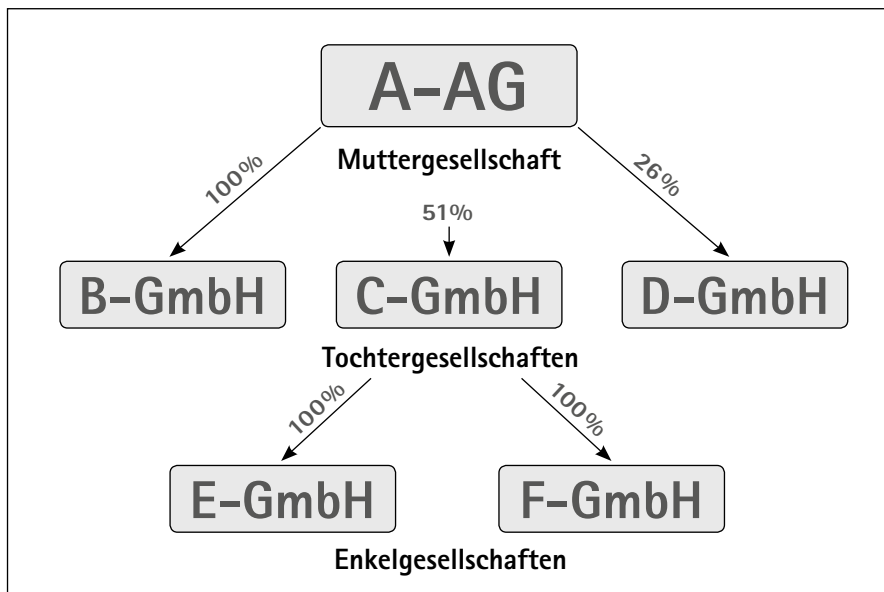 A-AG
Muttergesellschaft
100%
26%
51%
B-GmbH
C-GmbH
D-GmbH
Tochtergesellschaften
100%
100%
E-GmbH
F-GmbH
Enkelgesellschaften